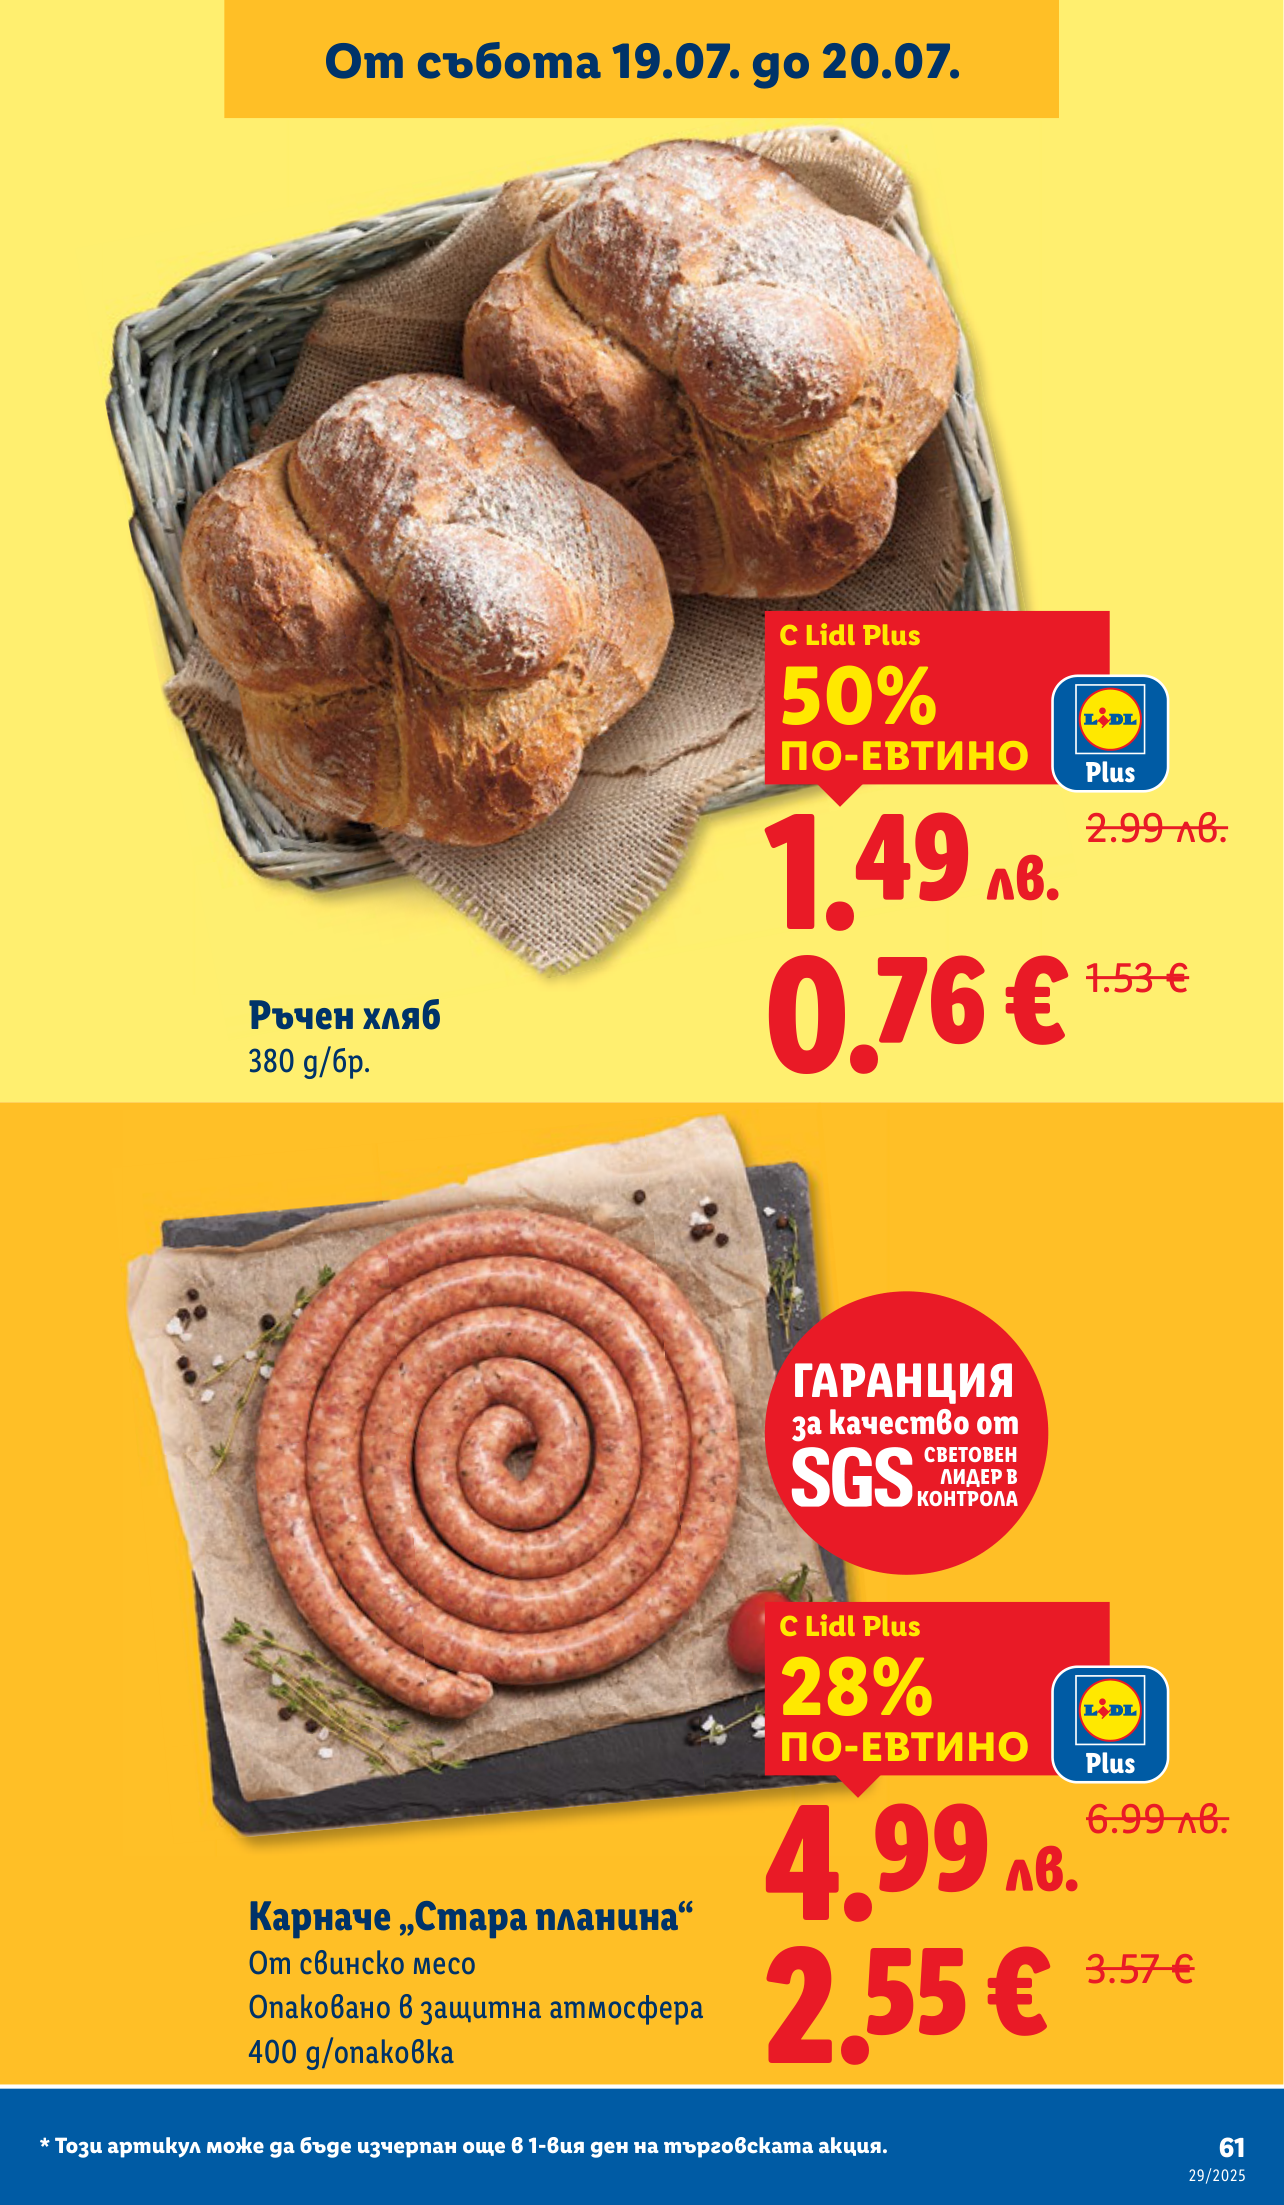 От събота 19.07. до 20.07.
С Lidl Plus
50%
ПО-ЕВТИНО
LIDL
Plus
2.99 лв.
1.49 лв.
1.53 €
0.76 €
Ръчен хляб
380 g/бр.
ГАРАНЦИЯ
за качество от
SGS СВЕТОВЕН
ЛИДЕР В
КОНТРОЛА
С Lidl Plus
28%
ПО-ЕВТИНО
LIDL
Plus
6.99 лв.
4.99 лв.
3.57 €
2.55 €
Карначе „Стара планина“
От свинско месо
Опаковано в защитна атмосфера
400 g/опаковка
* Този артикул може да бъде изчерпан още в 1-вия ден на търговската акция.
61
29/2025